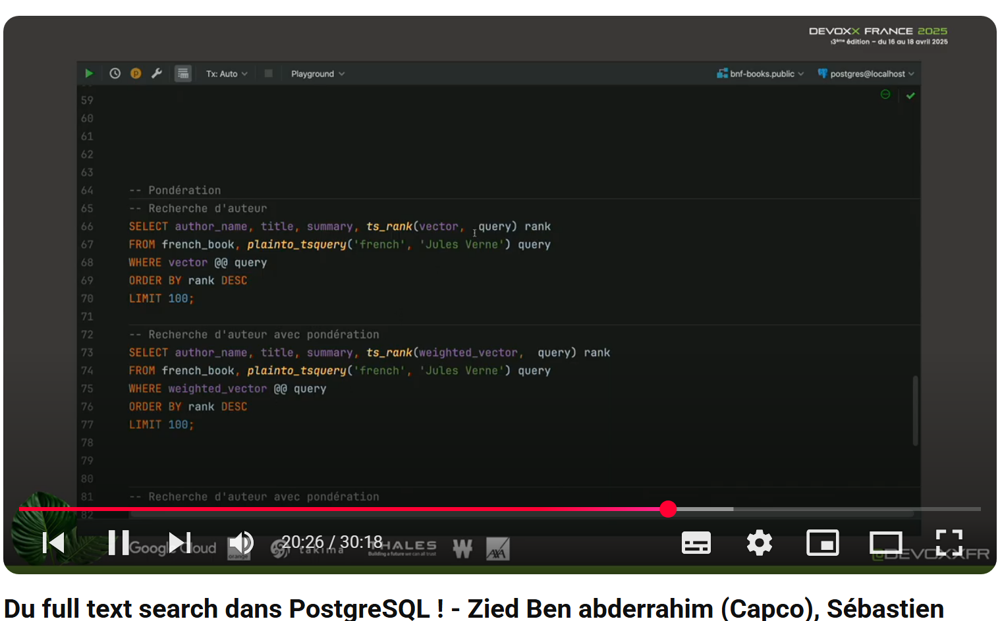 DEVOXX FRANCE 2025
13ème édition – du 16 au 18 avril 2025
Tx: Auto
Playground
bnf-books.public
postgres@localhost
59
60
61
62
63
64 -- Pondération
65 -- Recherche d'auteur
66 SELECT author_name, title, summary, ts_rank(vector, query) rank
67 FROM french_book, plainto_tsquery('french', 'Jules Verne') query
68 WHERE vector @@ query
69 ORDER BY rank DESC
70 LIMIT 100;
71
72 -- Recherche d'auteur avec pondération
73 SELECT author_name, title, summary, ts_rank(weighted_vector, query) rank
74 FROM french_book, plainto_tsquery('french', 'Jules Verne') query
75 WHERE weighted_vector @@ query
76 ORDER BY rank DESC
77 LIMIT 100;
78
79
80
81 -- Recherche d'auteur avec pondération
82
20:26 / 30:18
Google Cloud
orange
takima
THALES
Building a future we can all trust
W
AXA
@DEVOXXFR
Du full text search dans PostgreSQL ! - Zied Ben abderrahim (Capco), Sébastien